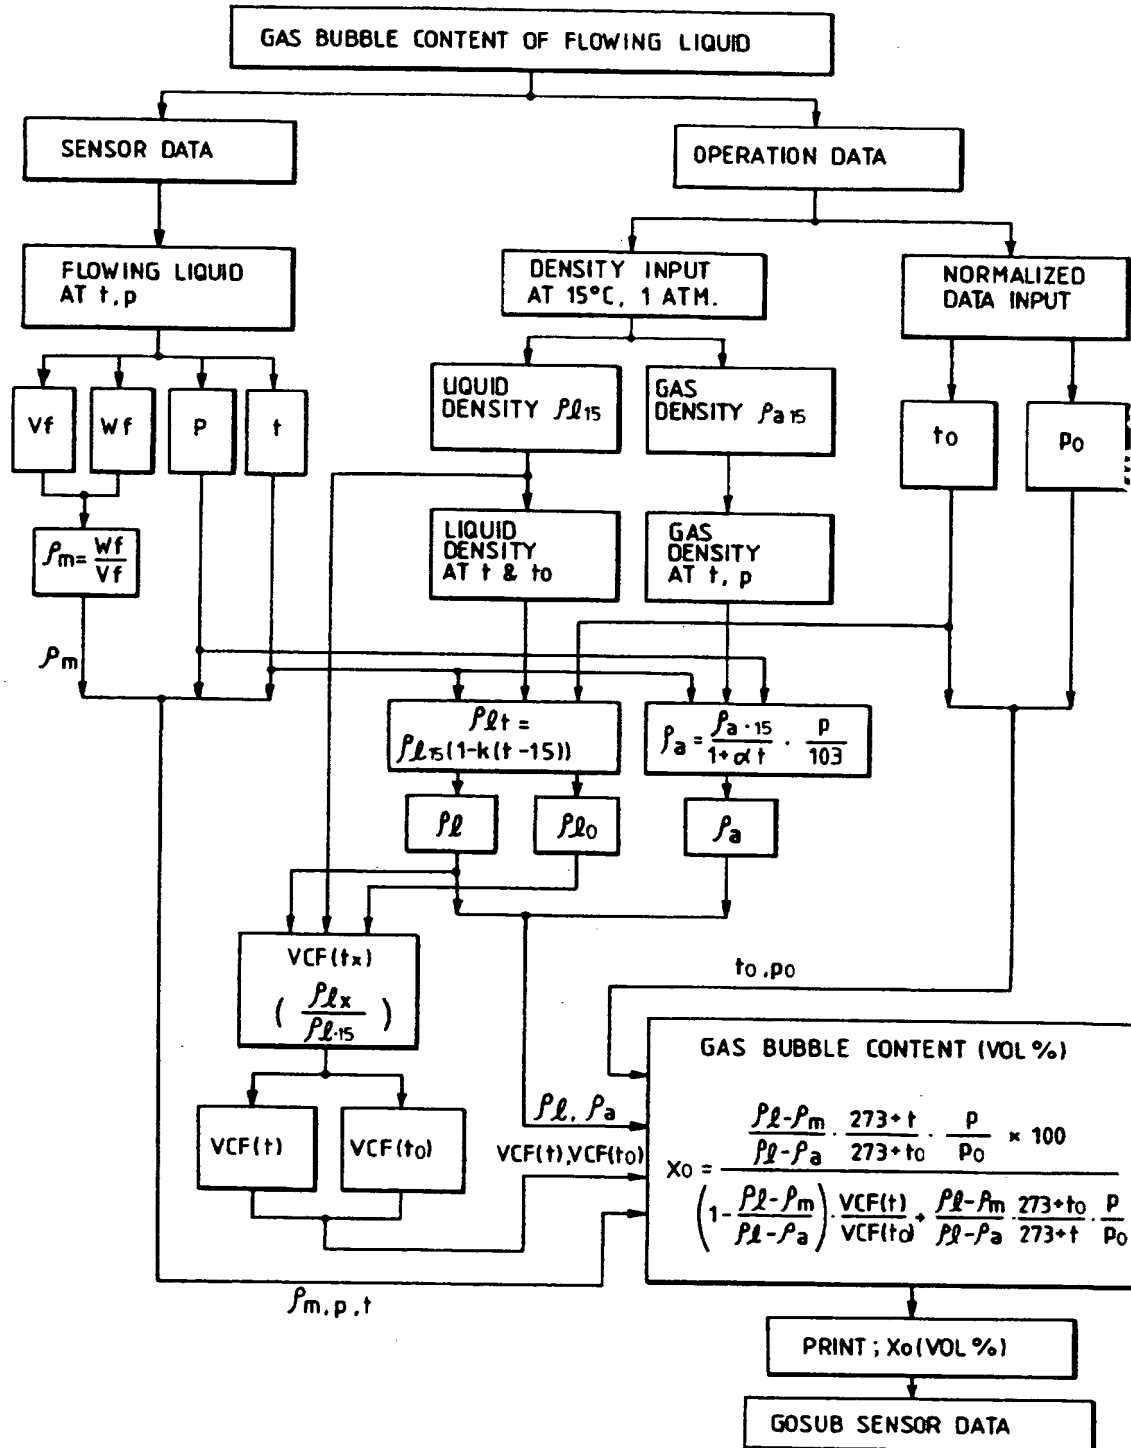 GAS BUBBLE CONTENT OF FLOWING LIQUID
SENSOR DATA
OPERATION DATA
FLOWING LIQUID
AT t,p
DENSITY INPUT
AT 15°C, 1 ATM.
NORMALIZED
DATA INPUT
Vf
Wf
P
t
LIQUID
DENSITY ρl15
GAS
DENSITY ρa 15
to
Po
ρm = Wf / Vf
LIQUID
DENSITY
AT t & to
GAS
DENSITY
AT t, p
ρm
ρlt =
ρl15(1-k(t-15))
ρa = ρa·15 / 1+αt · P / 103
ρl
ρlo
ρa
VCF(tx)
( ρlx / ρl·15 )
to,po
VCF(t)
VCF(to)
ρl, ρa
VCF(t),VCF(to)
ρm,p,t
GAS BUBBLE CONTENT (VOL%)
ρl-ρm / ρl-ρa · 273+t / 273+to · P / Po × 100
Xo =
(1- ρl-ρm / ρl-ρa) · VCF(t) / VCF(to) + ρl-ρm / ρl-ρa · 273+to / 273+t · P / Po
PRINT ; Xo(VOL%)
GOSUB SENSOR DATA